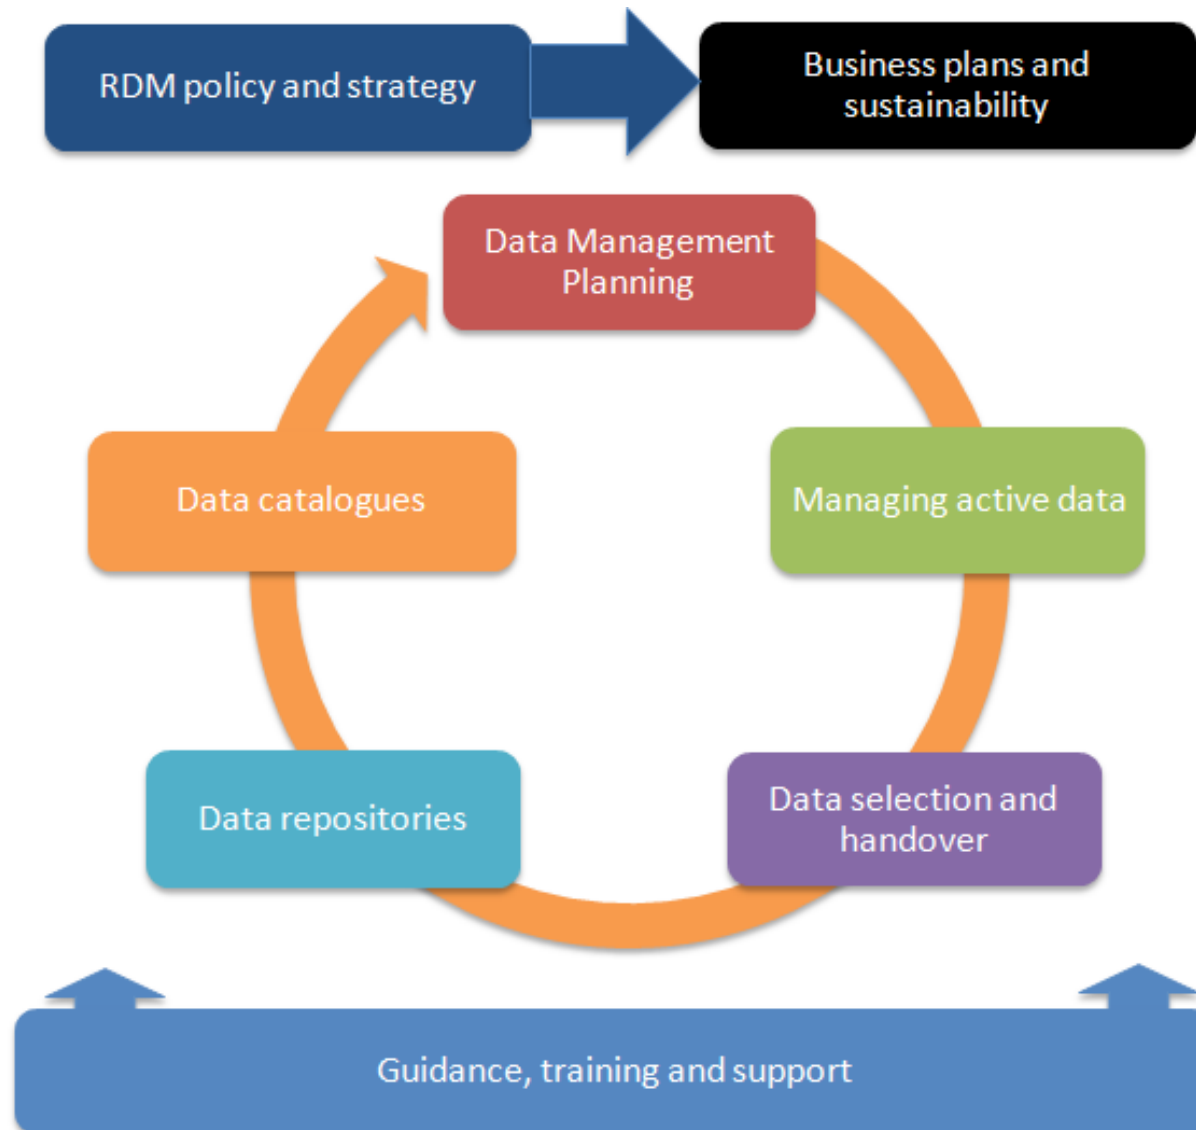 RDM policy and strategy
Business plans and
sustainability
Data Management
Planning
Data catalogues
Managing active data
Data repositories
Data selection and
handover
Guidance, training and support